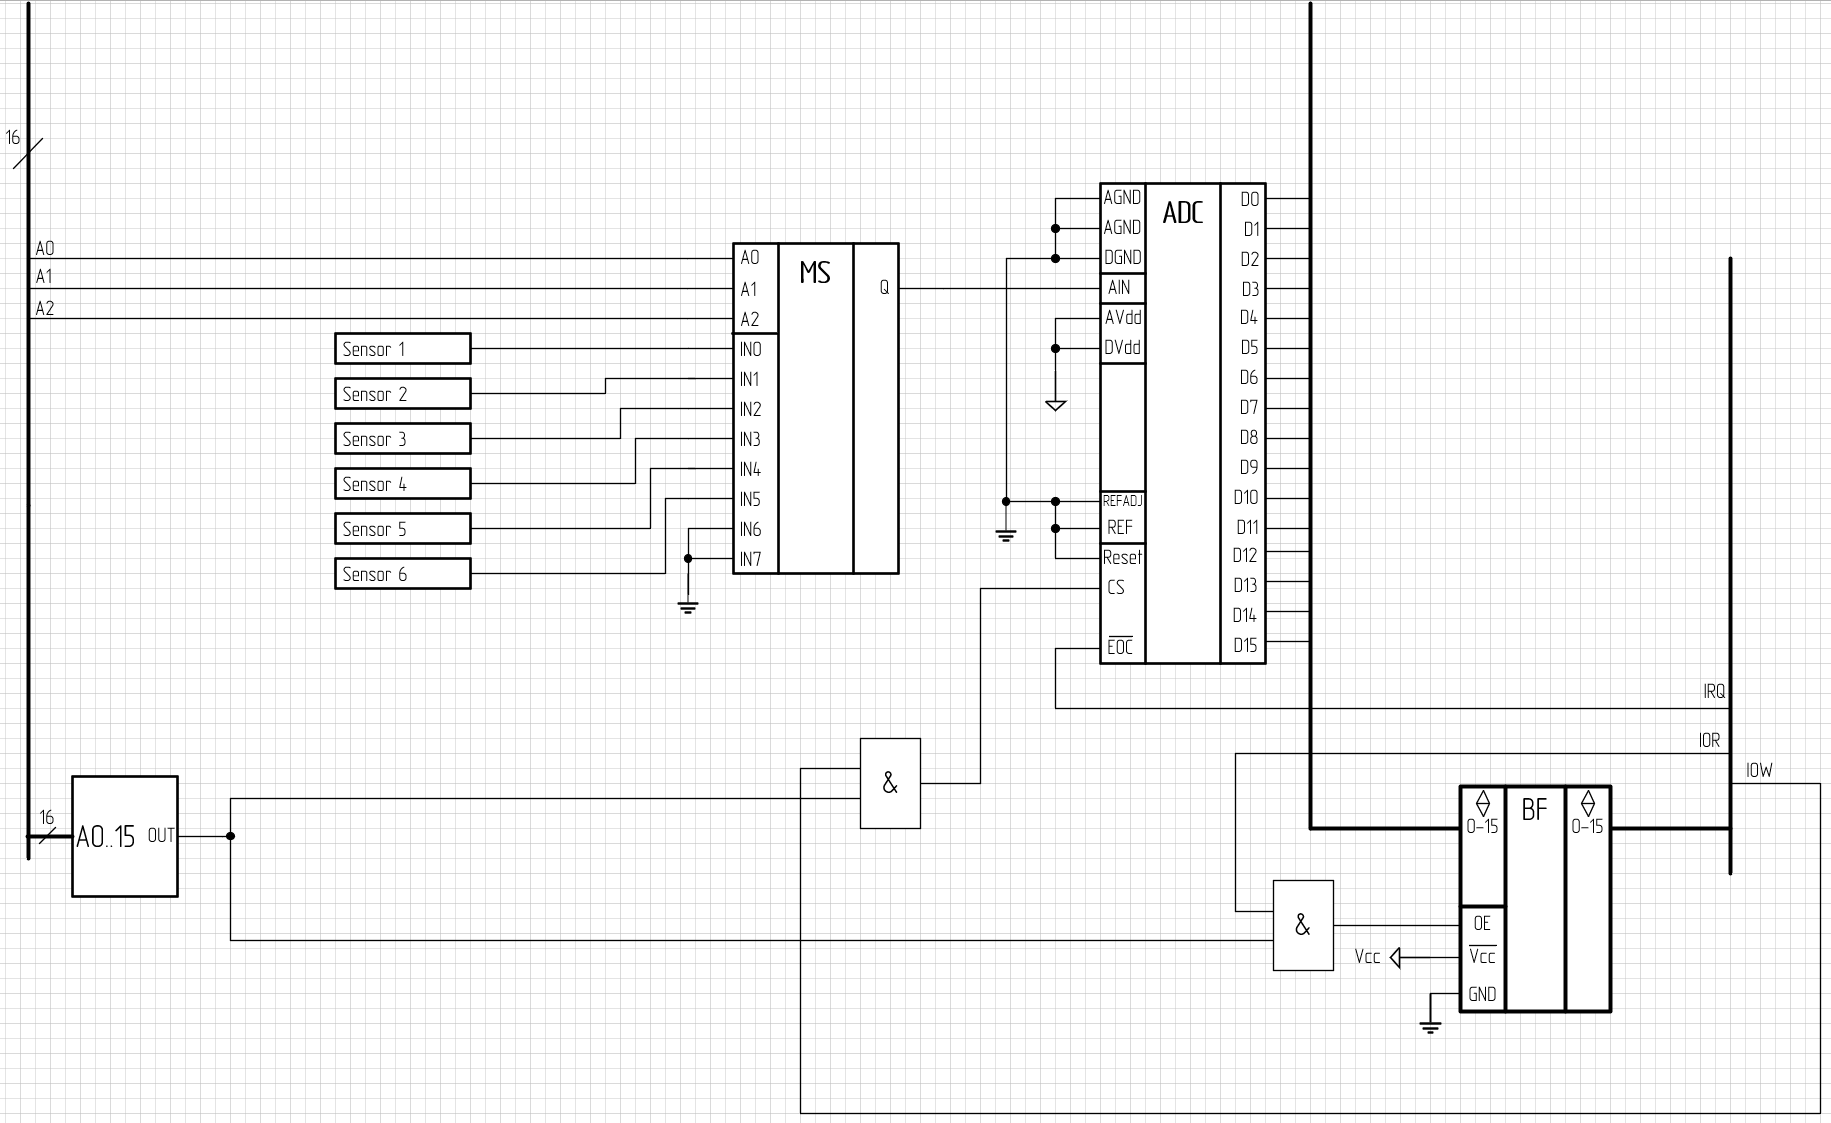 16
A0
A1
A2
Sensor 1
Sensor 2
Sensor 3
Sensor 4
Sensor 5
Sensor 6
A0
A1
A2
IN0
IN1
IN2
IN3
IN4
IN5
IN6
IN7
MS
Q
AGND
AGND
DGND
AIN
AVdd
DVdd
REFADJ
REF
Reset
CS
EOC
ADC
D0
D1
D2
D3
D4
D5
D6
D7
D8
D9
D10
D11
D12
D13
D14
D15
IRQ
IOR
IOW
16
A0..15 OUT
&
&
0-15
BF
0-15
OE
Vcc
Vcc
GND